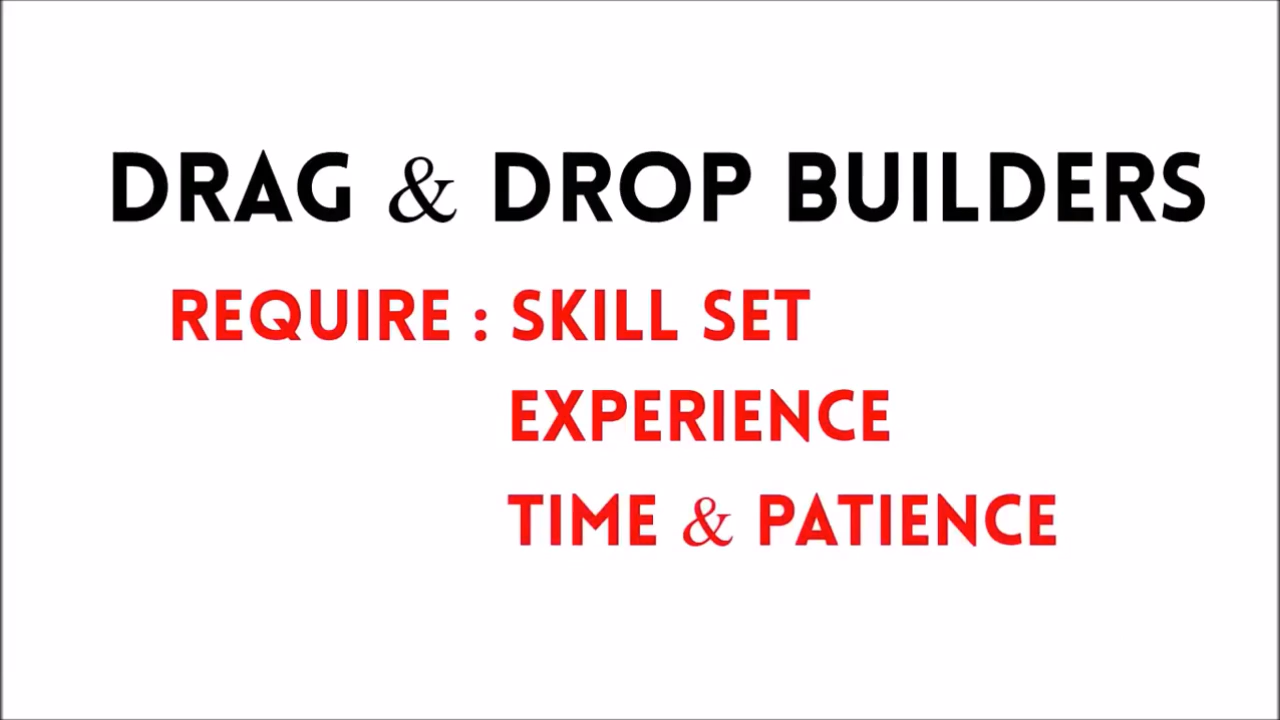 DRAG & DROP BUILDERS
REQUIRE : SKILL SET
EXPERIENCE
TIME & PATIENCE